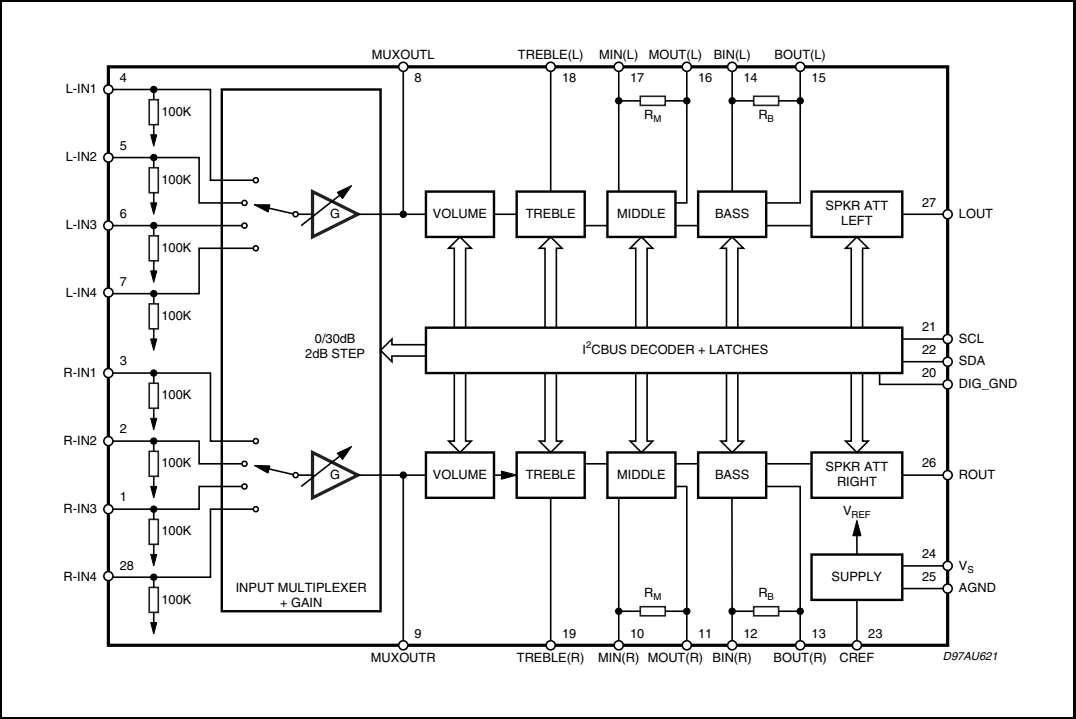 MUXOUTL TREBLE(L) MIN(L) MOUT(L) BIN(L) BOUT(L)
8 18 17 16 14 15
L-IN1 4
100K
L-IN2 5
100K
L-IN3 6
100K
L-IN4 7
100K
RM RB
G VOLUME TREBLE MIDDLE BASS SPKR ATT
LEFT
27 LOUT
0/30dB
2dB STEP
I2CBUS DECODER + LATCHES
21 SCL
22 SDA
20 DIG_GND
R-IN1 3
100K
R-IN2 2
100K
R-IN3 1
100K
R-IN4 28
100K
G VOLUME TREBLE MIDDLE BASS SPKR ATT
RIGHT
26 ROUT
VREF
SUPPLY
24 VS
25 AGND
INPUT MULTIPLEXER
+ GAIN
RM RB
9 19 10 11 12 13 23
MUXOUTR TREBLE(R) MIN(R) MOUT(R) BIN(R) BOUT(R) CREF
D97AU621